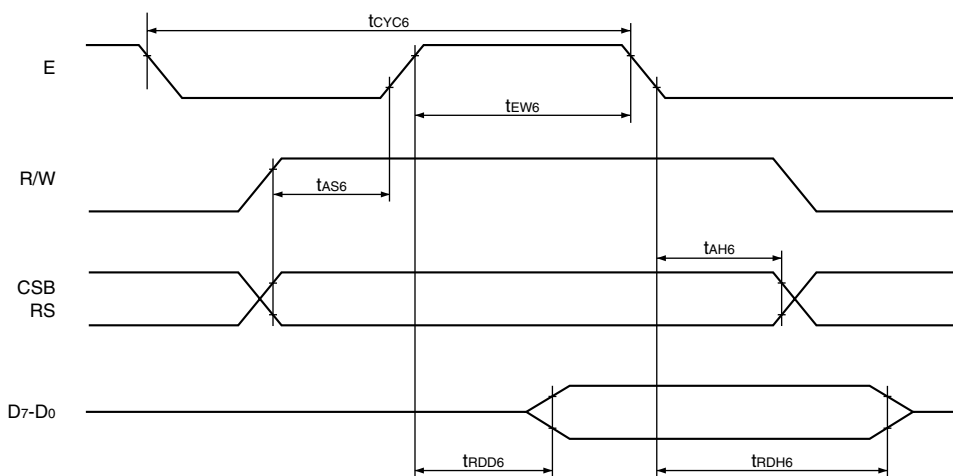 tCYC6
E
tEW6
R/W
tAS6
tAH6
CSB
RS
D7-D0
tRDD6
tRDH6